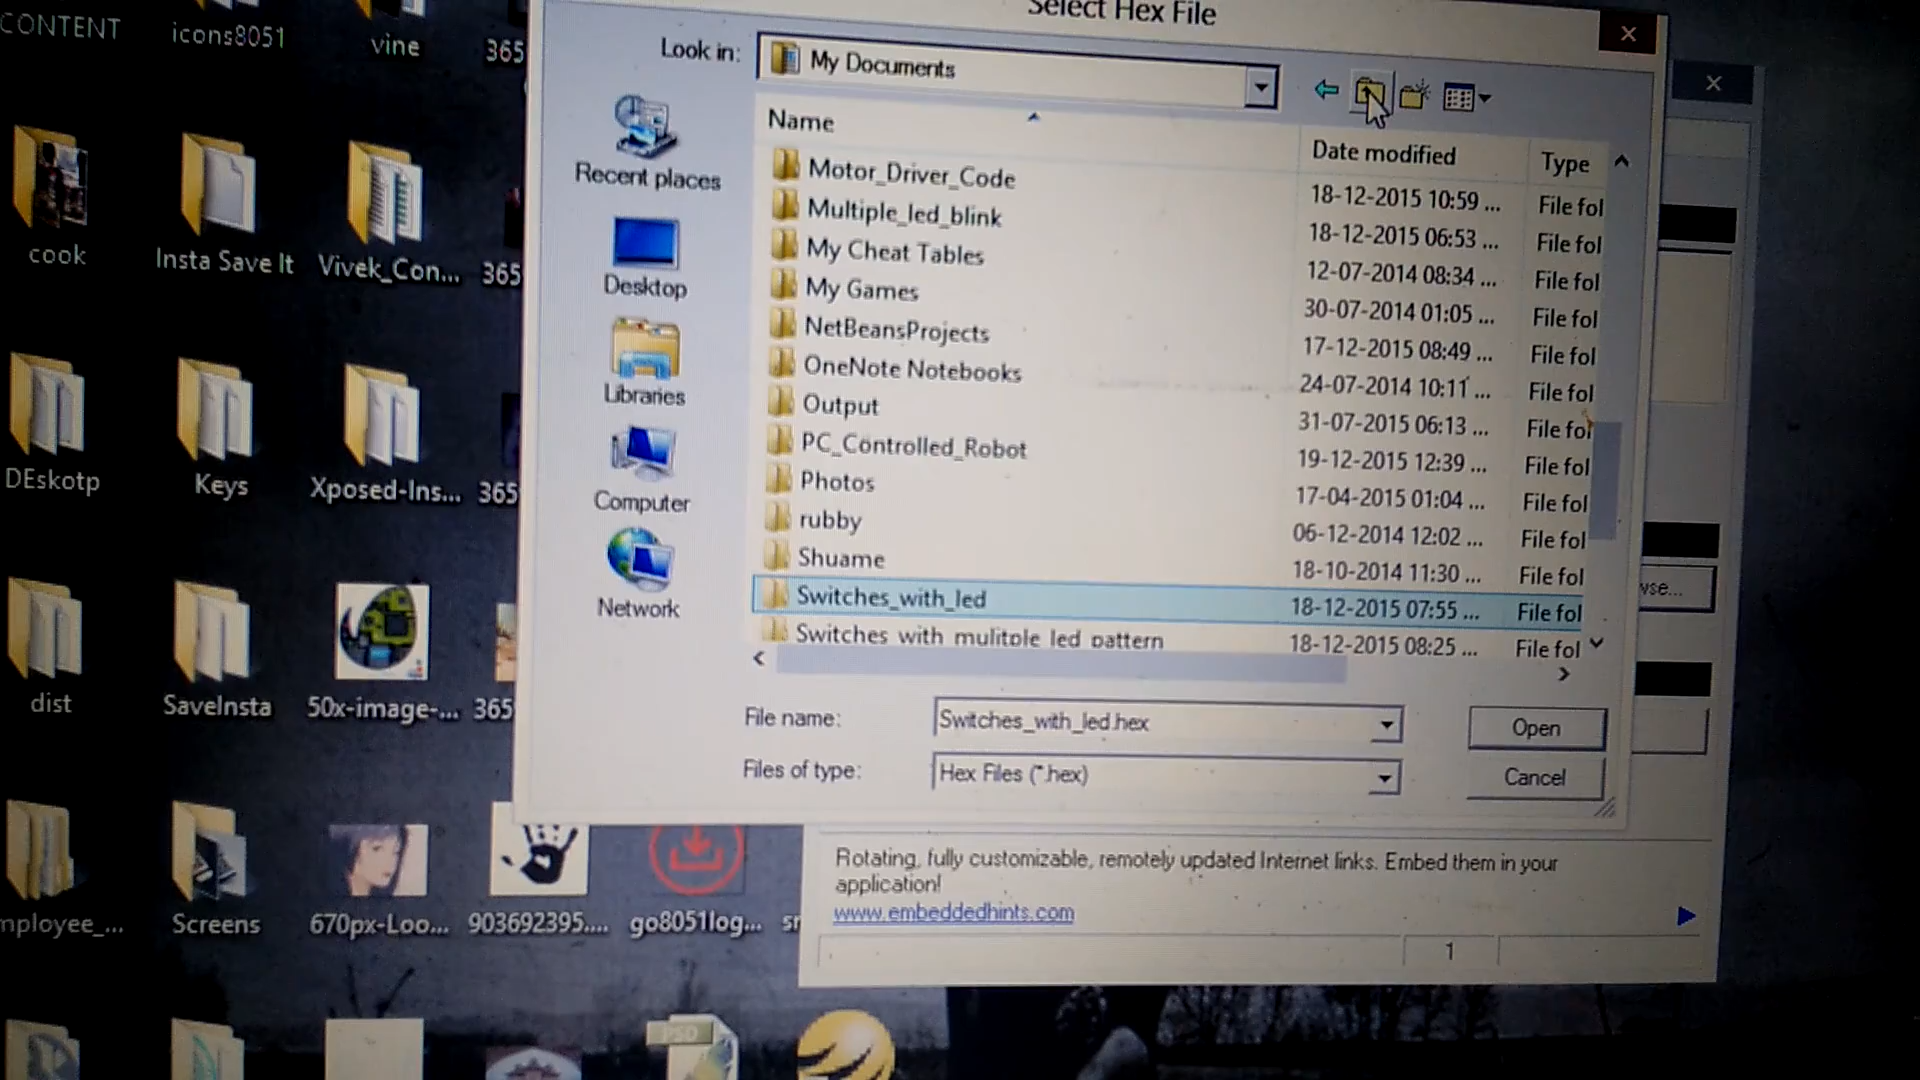 Select Hex File
Look in:
My Documents
Name
Date modified
Type
Motor_Driver_Code
18-12-2015 10:59 ...
File fol
Multiple_led_blink
18-12-2015 06:53 ...
File fol
My Cheat Tables
12-07-2014 08:34 ...
File fol
My Games
30-07-2014 01:05 ...
File fol
NetBeansProjects
17-12-2015 08:49 ...
File fol
OneNote Notebooks
24-07-2014 10:11 ...
File fol
Output
31-07-2015 06:13 ...
File fol
PC_Controlled_Robot
19-12-2015 12:39 ...
File fol
Photos
17-04-2015 01:04 ...
File fol
rubby
06-12-2014 12:02 ...
File fol
Shuame
18-10-2014 11:30 ...
File fol
Switches_with_led
18-12-2015 07:55 ...
File fol
Switches with mulitple led pattern
18-12-2015 08:25 ...
File fol
Recent places
Desktop
Libraries
Computer
Network
File name:
Switches_with_led.hex
Open
Files of type:
Hex Files (*.hex)
Cancel
Rotating, fully customizable, remotely updated Internet links. Embed them in your
application!
www.embeddedhints.com
1
CONTENT
icons8051
vine
365
cook
Insta Save It
Vivek_Con...
365
DEskotp
Keys
Xposed-Ins...
365
dist
SaveInsta
50x-image-...
365
mployee_...
Screens
670px-Loo...
903692395....
go8051log...
PSD